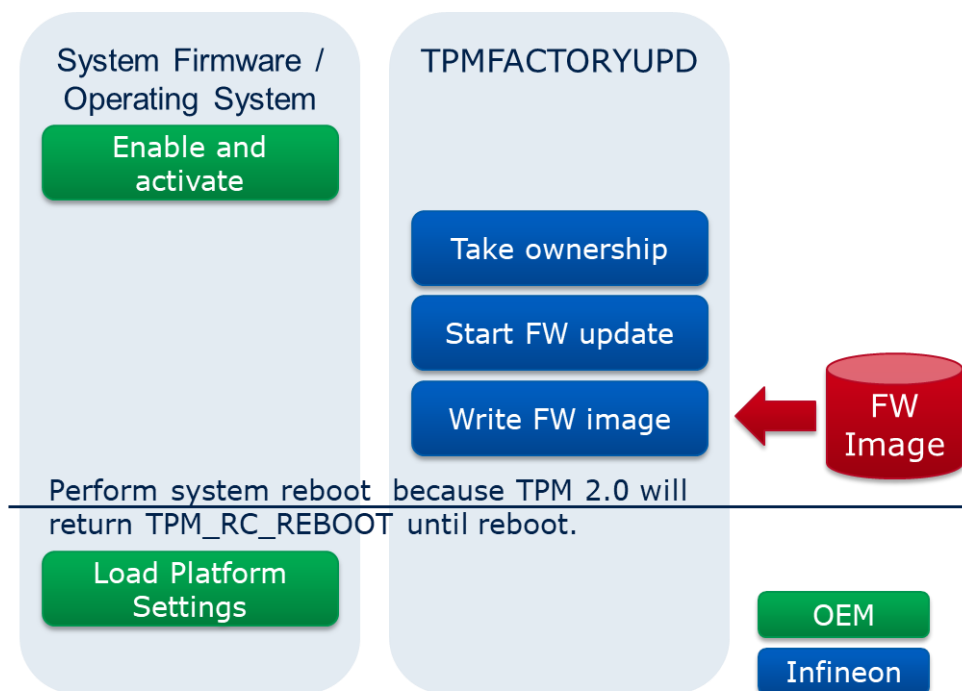 System Firmware /
Operating System
TPMFACTORYUPD
Enable and
activate
Take ownership
Start FW update
Write FW image
FW
Image
Perform system reboot because TPM 2.0 will
return TPM_RC_REBOOT until reboot.
Load Platform
Settings
OEM
Infineon